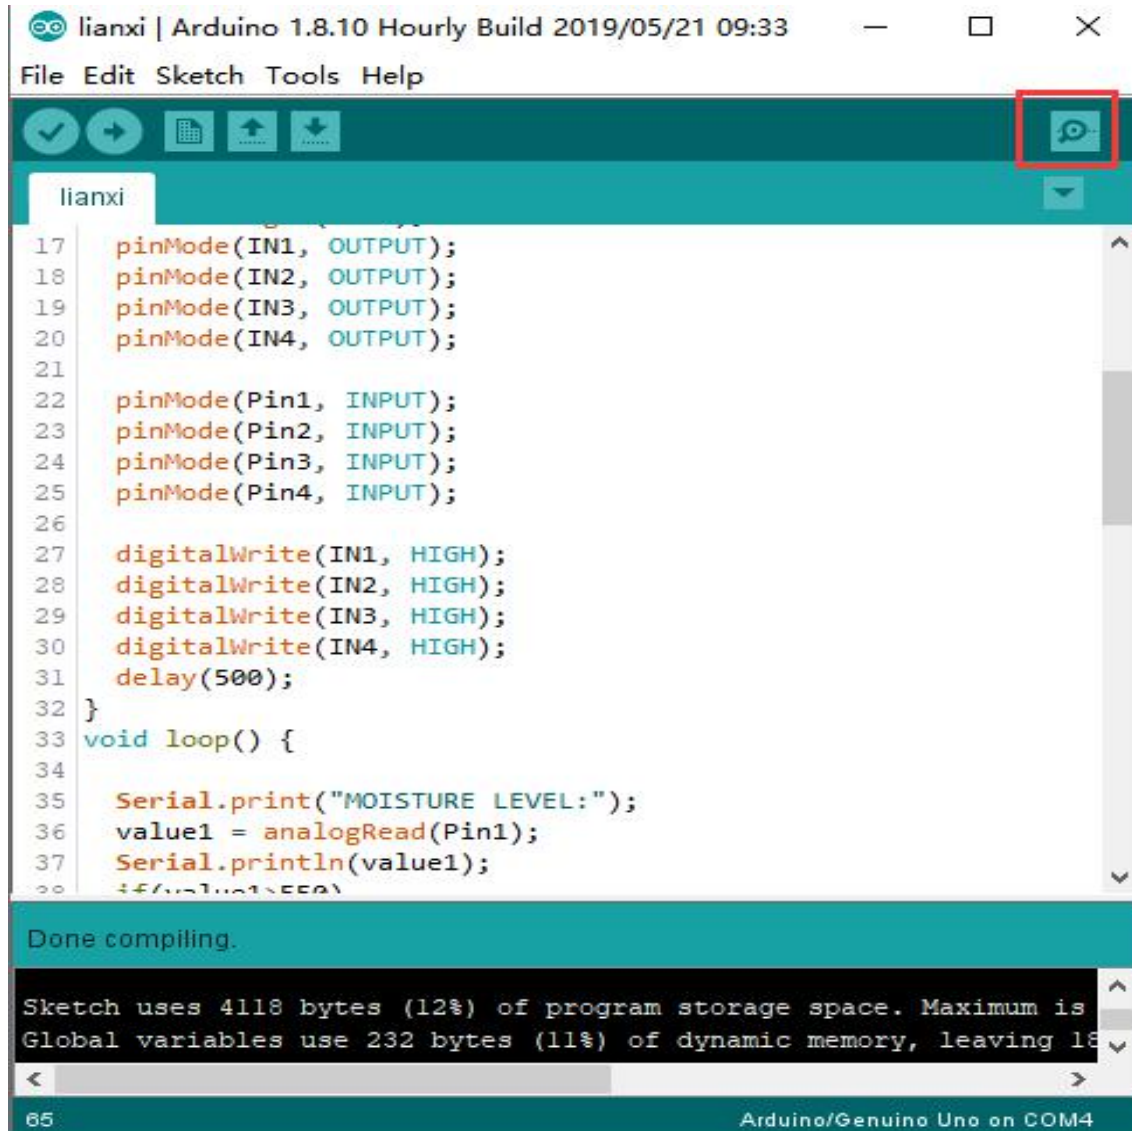 lianxi | Arduino 1.8.10 Hourly Build 2019/05/21 09:33
File Edit Sketch Tools Help
lianxi
17 pinMode(IN1, OUTPUT);
18 pinMode(IN2, OUTPUT);
19 pinMode(IN3, OUTPUT);
20 pinMode(IN4, OUTPUT);
21
22 pinMode(Pin1, INPUT);
23 pinMode(Pin2, INPUT);
24 pinMode(Pin3, INPUT);
25 pinMode(Pin4, INPUT);
26
27 digitalWrite(IN1, HIGH);
28 digitalWrite(IN2, HIGH);
29 digitalWrite(IN3, HIGH);
30 digitalWrite(IN4, HIGH);
31 delay(500);
32 }
33 void loop() {
34
35 Serial.print("MOISTURE LEVEL:");
36 value1 = analogRead(Pin1);
37 Serial.println(value1);
38 if(value1>550)
Done compiling.
Sketch uses 4118 bytes (12%) of program storage space. Maximum is
Global variables use 232 bytes (11%) of dynamic memory, leaving 18
65 Arduino/Genuino Uno on COM4